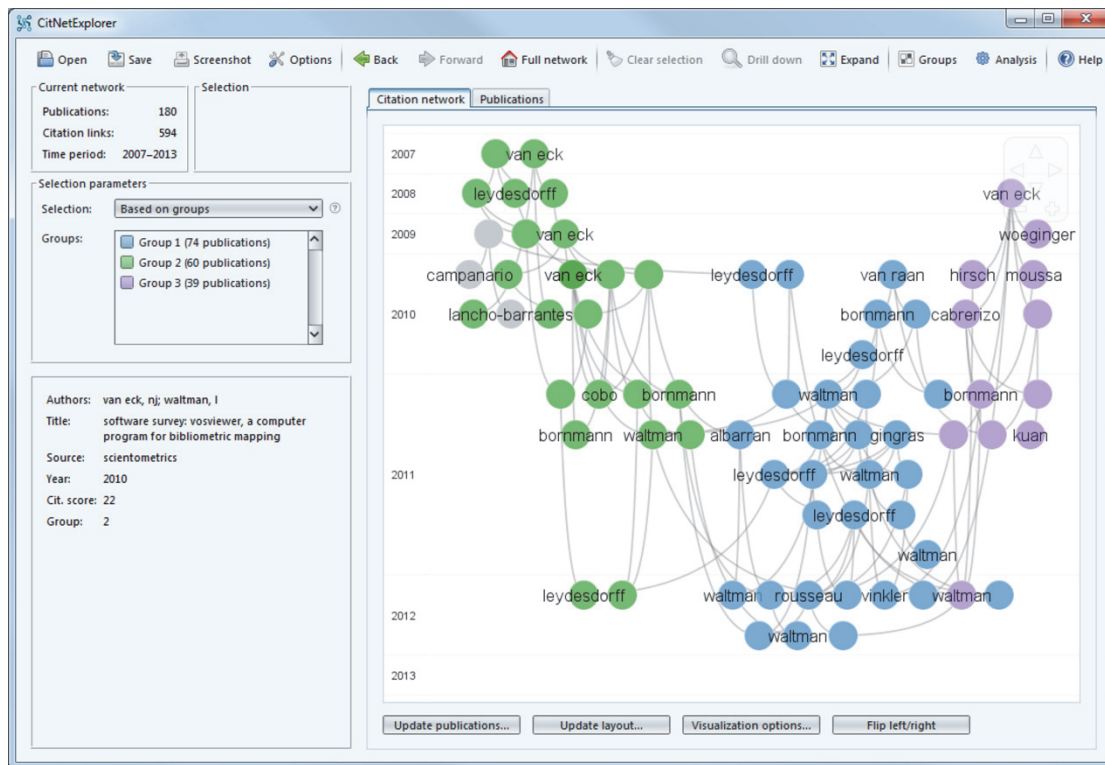 CitNetExplorer
Open Save Screenshot Options Back Forward Full network Clear selection Drill down Expand Groups Analysis Help
Current network
Publications: 180
Citation links: 594
Time period: 2007–2013
Selection
Selection parameters
Selection: Based on groups
Groups:
Group 1 (74 publications)
Group 2 (60 publications)
Group 3 (39 publications)
Authors: van eck, nj; waltman, l
Title: software survey: vosviewer, a computer
program for bibliometric mapping
Source: scientometrics
Year: 2010
Cit. score: 22
Group: 2
Citation network Publications
2007 van eck
2008 leydesdorff van eck
2009 van eck woeginger
campanario van eck leydesdorff van raan hirsch moussa
2010 lancho-barrantes bornmann cabrerizo
leydesdorff
cobo bornmann waltman bornmann
bornmann waltman albarran bornmann gingras kuan
2011 leydesdorff waltman
leydesdorff
waltman
leydesdorff waltman rousseau vinkler waltman
2012
waltman
2013
Update publications... Update layout... Visualization options... Flip left/right